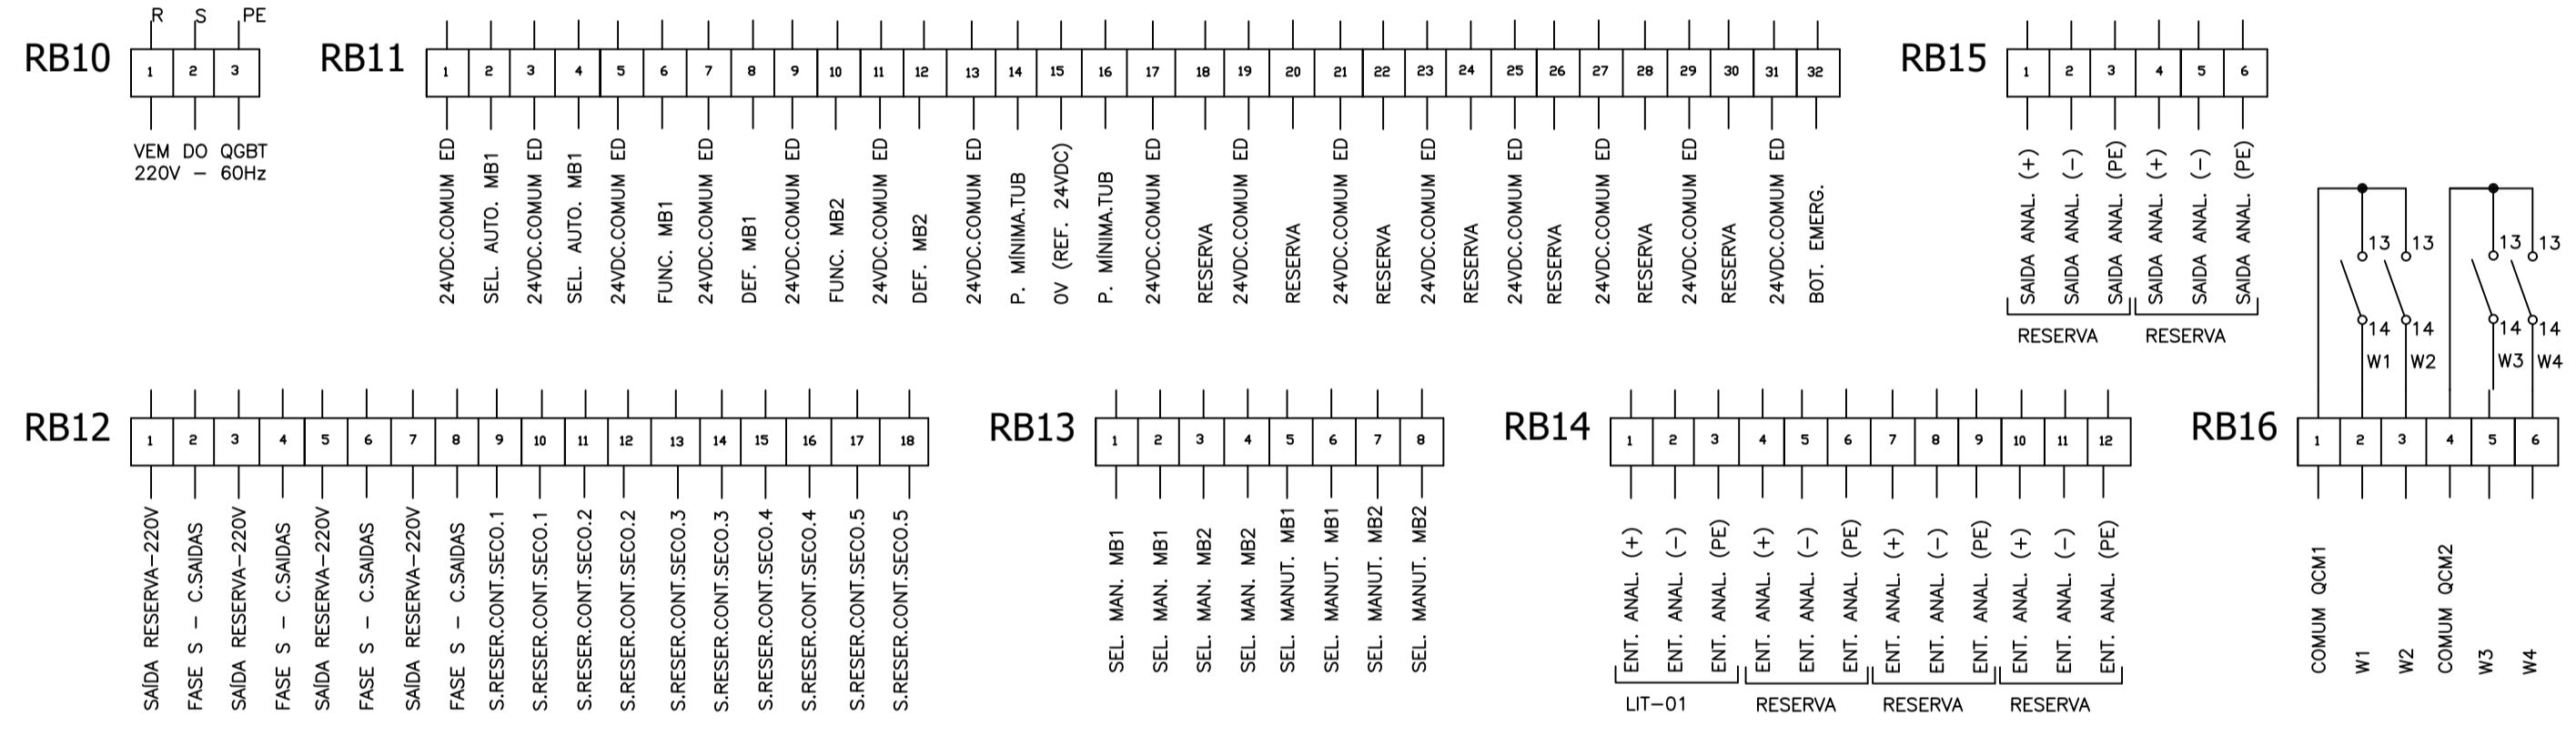 R S PE
RB10 1 2 3
VEM DO QGBT
220V – 60Hz
RB11 1 2 3 4 5 6 7 8 9 10 11 12 13 14 15 16 17 18 19 20 21 22 23 24 25 26 27 28 29 30 31 32
24VDC.COMUM ED
SEL. AUTO. MB1
24VDC.COMUM ED
SEL. AUTO. MB1
24VDC.COMUM ED
FUNC. MB1
24VDC.COMUM ED
DEF. MB1
24VDC.COMUM ED
FUNC. MB2
24VDC.COMUM ED
DEF. MB2
24VDC.COMUM ED
P. MÍNIMA.TUB
0V (REF. 24VDC)
P. MÍNIMA.TUB
24VDC.COMUM ED
RESERVA
24VDC.COMUM ED
RESERVA
24VDC.COMUM ED
RESERVA
24VDC.COMUM ED
RESERVA
24VDC.COMUM ED
RESERVA
24VDC.COMUM ED
RESERVA
24VDC.COMUM ED
RESERVA
24VDC.COMUM ED
BOT. EMERG.
RB15 1 2 3 4 5 6
SAIDA ANAL. (+)
SAIDA ANAL. (–)
SAIDA ANAL. (PE)
SAIDA ANAL. (+)
SAIDA ANAL. (–)
SAIDA ANAL. (PE)
RESERVA
RESERVA
RB12 1 2 3 4 5 6 7 8 9 10 11 12 13 14 15 16 17 18
SAÍDA RESERVA–220V
FASE S – C.SAIDAS
SAÍDA RESERVA–220V
FASE S – C.SAIDAS
SAÍDA RESERVA–220V
FASE S – C.SAIDAS
SAÍDA RESERVA–220V
FASE S – C.SAIDAS
S.RESER.CONT.SECO.1
S.RESER.CONT.SECO.1
S.RESER.CONT.SECO.2
S.RESER.CONT.SECO.2
S.RESER.CONT.SECO.3
S.RESER.CONT.SECO.3
S.RESER.CONT.SECO.4
S.RESER.CONT.SECO.4
S.RESER.CONT.SECO.5
S.RESER.CONT.SECO.5
RB13 1 2 3 4 5 6 7 8
SEL. MAN. MB1
SEL. MAN. MB1
SEL. MAN. MB2
SEL. MAN. MB2
SEL. MANUT. MB1
SEL. MANUT. MB1
SEL. MANUT. MB2
SEL. MANUT. MB2
RB14 1 2 3 4 5 6 7 8 9 10 11 12
ENT. ANAL. (+)
ENT. ANAL. (–)
ENT. ANAL. (PE)
ENT. ANAL. (+)
ENT. ANAL. (–)
ENT. ANAL. (PE)
ENT. ANAL. (+)
ENT. ANAL. (–)
ENT. ANAL. (PE)
ENT. ANAL. (+)
ENT. ANAL. (–)
ENT. ANAL. (PE)
LIT–01
RESERVA
RESERVA
RESERVA
13 13 13 13
14 14 14 14
W1 W2 W3 W4
RB16 1 2 3 4 5 6
COMUM QCM1
W1
W2
COMUM QCM2
W3
W4